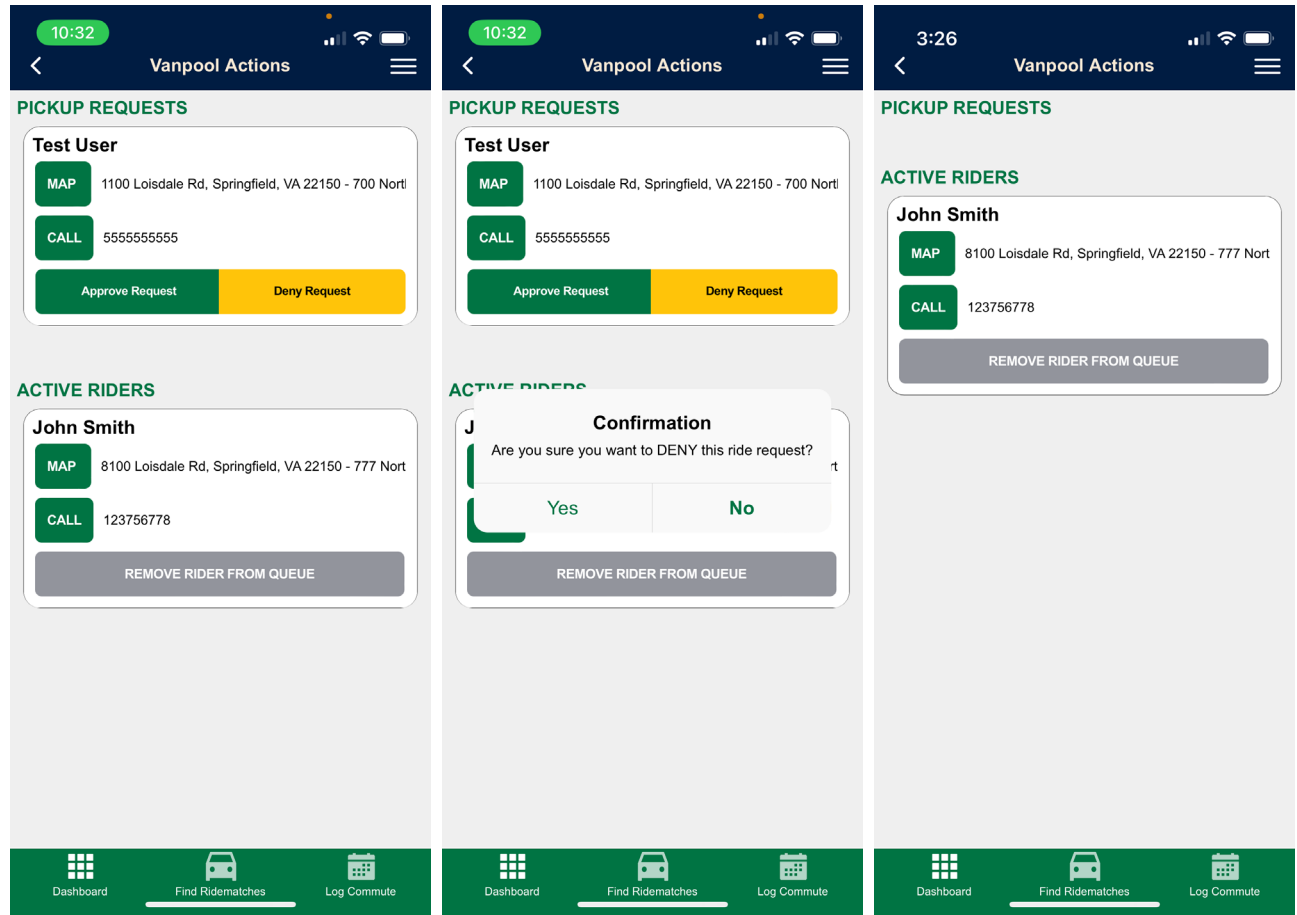 10:32
Vanpool Actions
PICKUP REQUESTS
Test User
MAP 1100 Loisdale Rd, Springfield, VA 22150 - 700 Nort
CALL 5555555555
Approve Request Deny Request
ACTIVE RIDERS
John Smith
MAP 8100 Loisdale Rd, Springfield, VA 22150 - 777 Nort
CALL 123756778
REMOVE RIDER FROM QUEUE
Dashboard Find Ridematches Log Commute
10:32
Vanpool Actions
PICKUP REQUESTS
Test User
MAP 1100 Loisdale Rd, Springfield, VA 22150 - 700 Nort
CALL 5555555555
Approve Request Deny Request
ACTIVE RIDERS
J
Confirmation
Are you sure you want to DENY this ride request?
rt
Yes No
REMOVE RIDER FROM QUEUE
Dashboard Find Ridematches Log Commute
3:26
Vanpool Actions
PICKUP REQUESTS
ACTIVE RIDERS
John Smith
MAP 8100 Loisdale Rd, Springfield, VA 22150 - 777 Nort
CALL 123756778
REMOVE RIDER FROM QUEUE
Dashboard Find Ridematches Log Commute